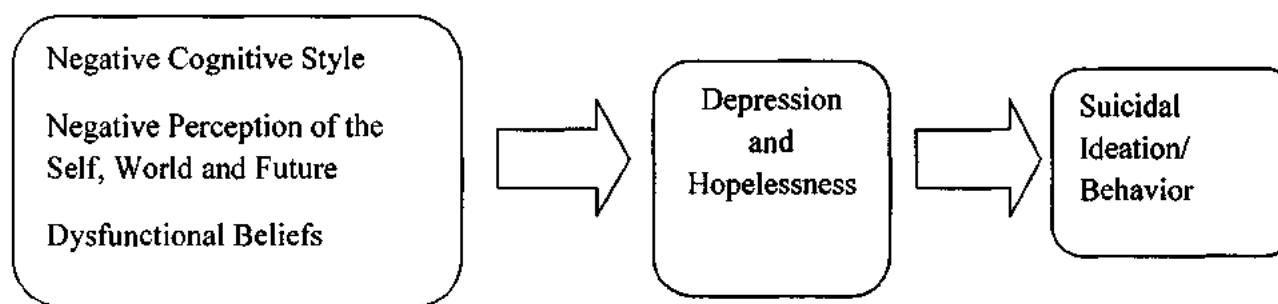 Negative Cognitive Style
Negative Perception of the
Self, World and Future
Dysfunctional Beliefs
Depression
and
Hopelessness
Suicidal
Ideation/
Behavior